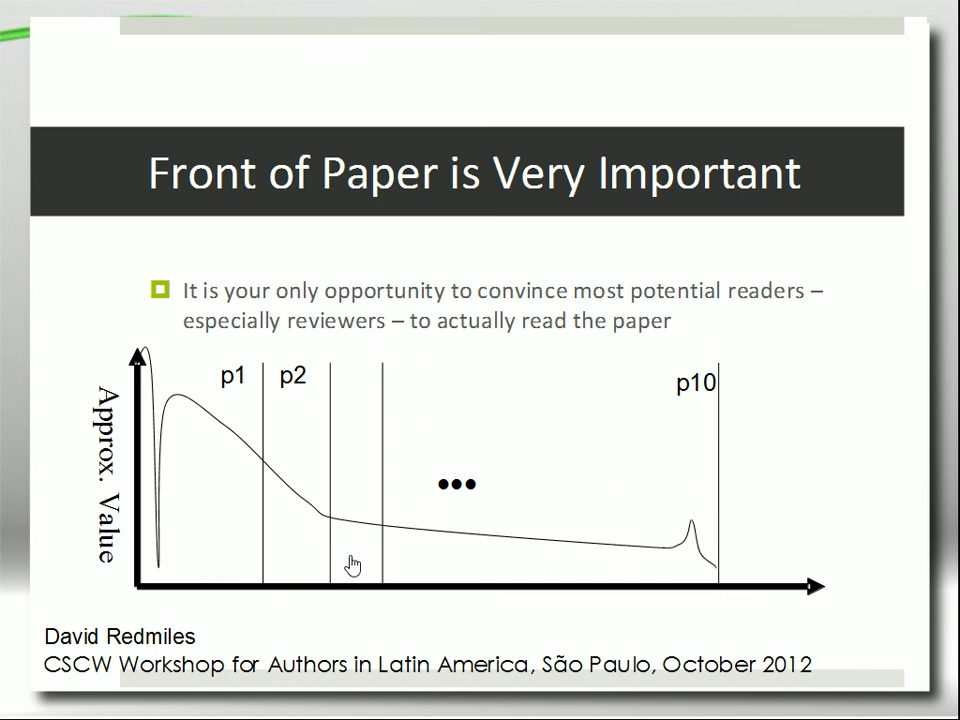 Front of Paper is Very Important
It is your only opportunity to convince most potential readers –
especially reviewers – to actually read the paper
p1
p2
p10
Approx. Value
•••
David Redmiles
CSCW Workshop for Authors in Latin America, São Paulo, October 2012